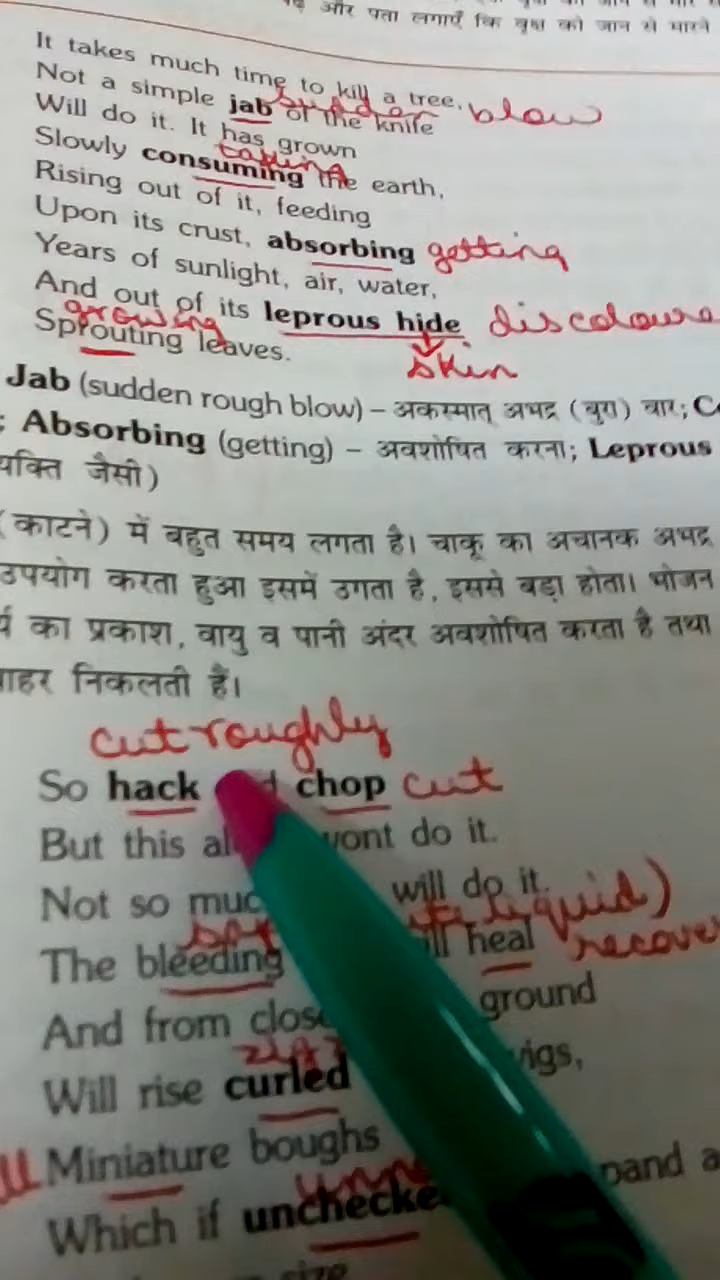 और पता लगाएँ कि वृक्ष को जान से मारने
It takes much time to kill a tree,
Not a simple jab of the knife
sudden blow
Will do it. It has grown
taking
Slowly consuming the earth,
Rising out of it, feeding
Upon its crust, absorbing getting
Years of sunlight, air, water,
And out of its leprous hide discoloure
growing skin
Sprouting leaves.
Jab (sudden rough blow) – अकस्मात् अभद्र (बुरा) वार; C
; Absorbing (getting) – अवशोषित करना; Leprous
जैसी)
(काटने) में बहुत समय लगता है। चाकू का अचानक अभद्र
उपयोग करता हुआ इसमें उगता है, इससे बड़ा होता। भोजन
का प्रकाश, वायु व पानी अंदर अवशोषित करता है तथा
निकलती है।
cut roughly
So hack chop cut
But this wont do it.
Not so will do it.
liquid)
The bleeding heal recove
And from ground
Will rise curled
Miniature boughs
Which if
size